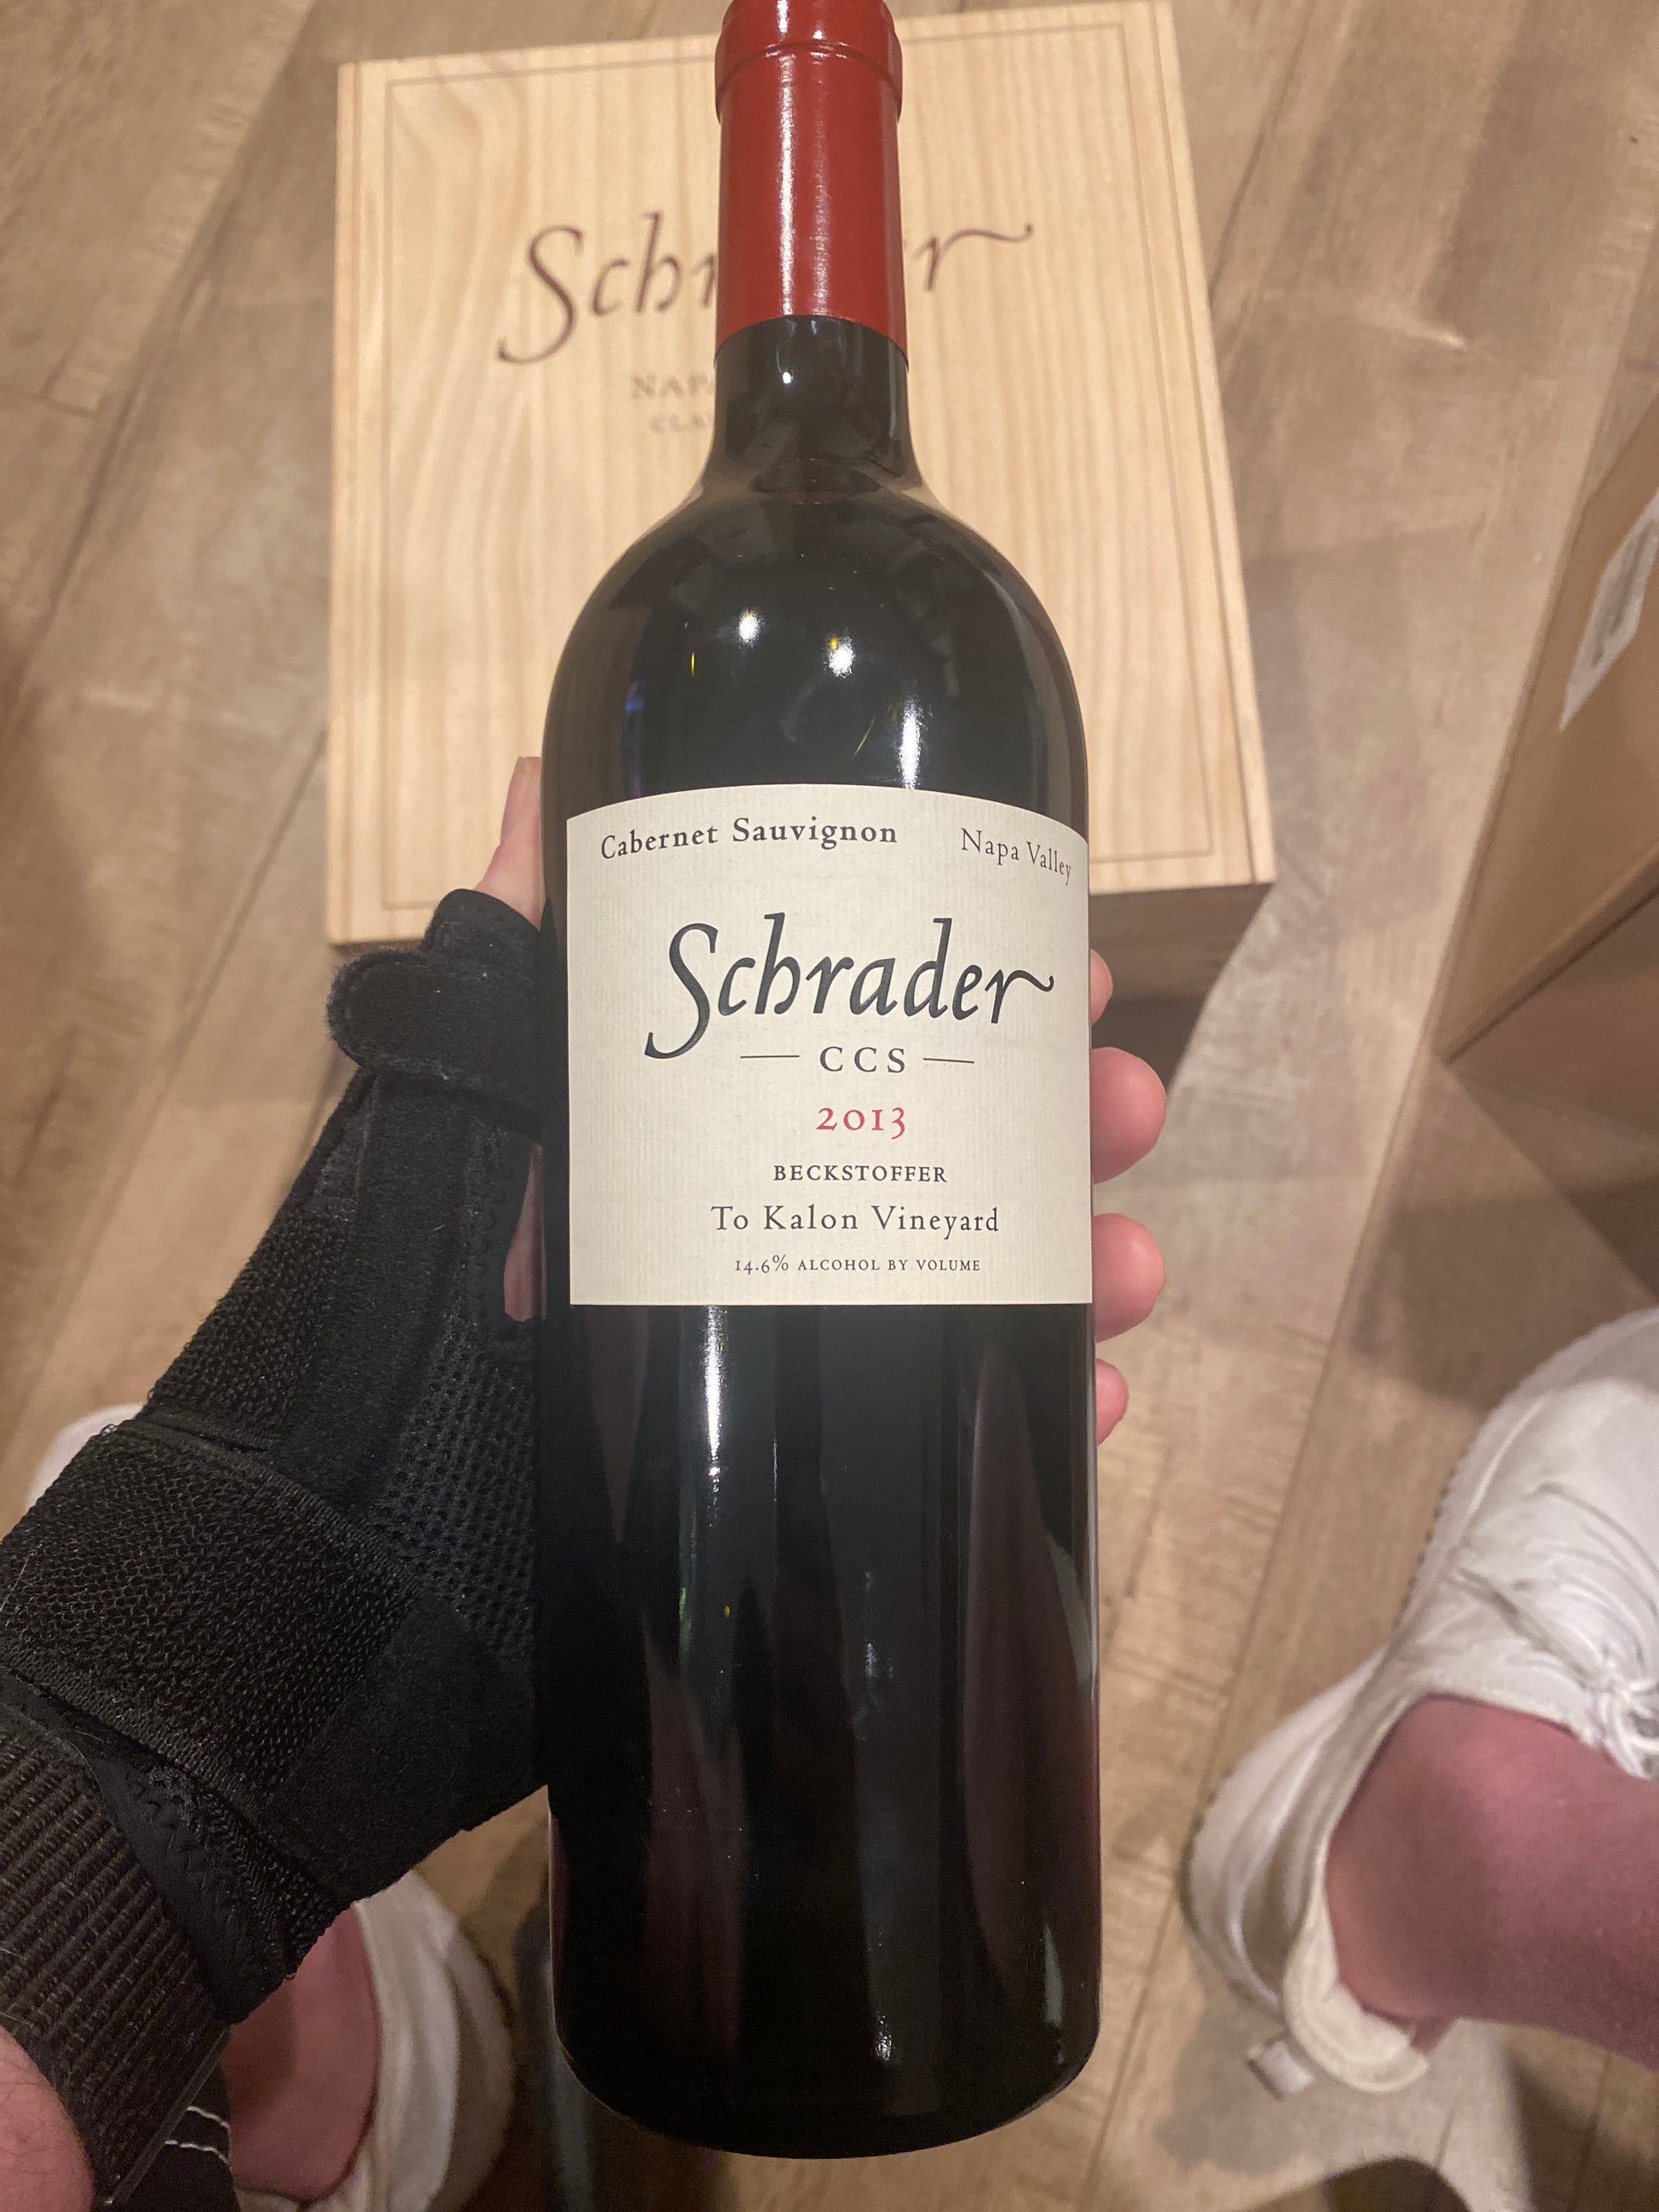 Cabernet Sauvignon Napa Valley
Schrader
CCS
2013
BECKSTOFFER
To Kalon Vineyard
14.6% ALCOHOL BY VOLUME